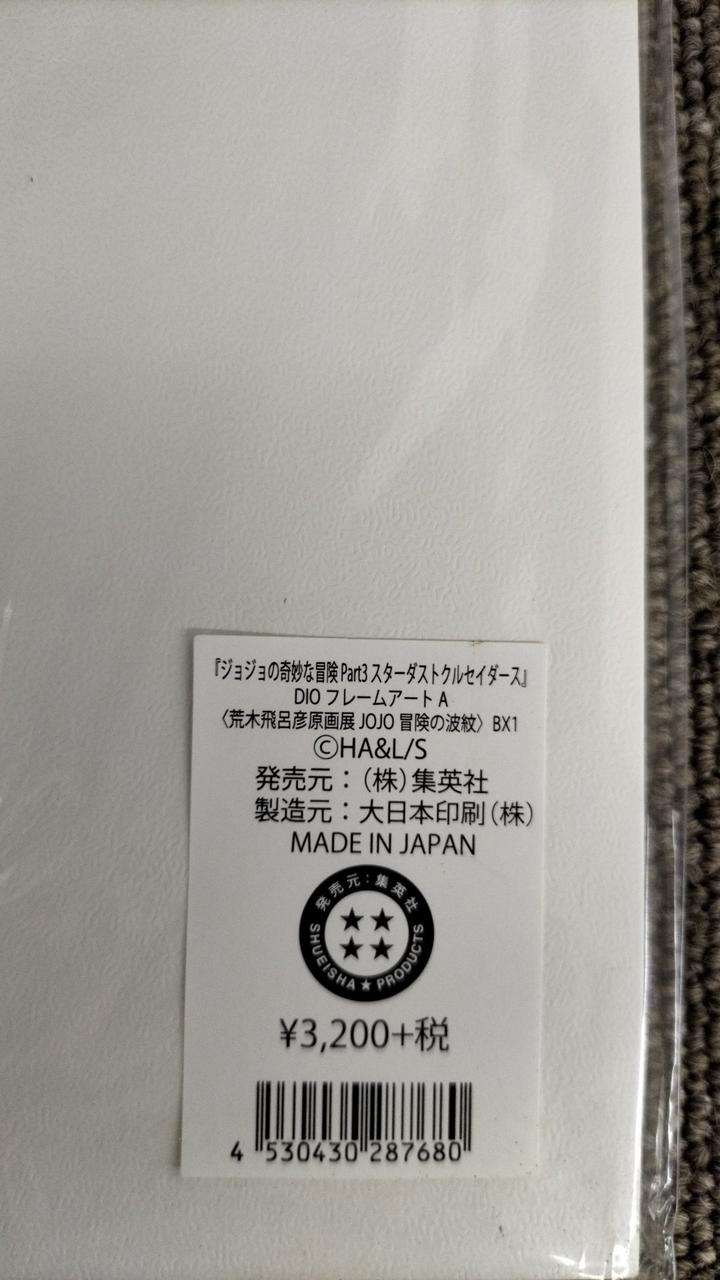 『ジョジョの奇妙な冒険 Part3 スターダストクルセイダース』
DIO フレームアート A
〈荒木飛呂彦原画展 JOJO 冒険の波紋〉 BX1
©HA&L/S
発売元：（株）集英社
製造元：大日本印刷（株）
MADE IN JAPAN
発売元：集英社
SHUEISHA★PRODUCTS
¥3,200+税
4 530430 287680